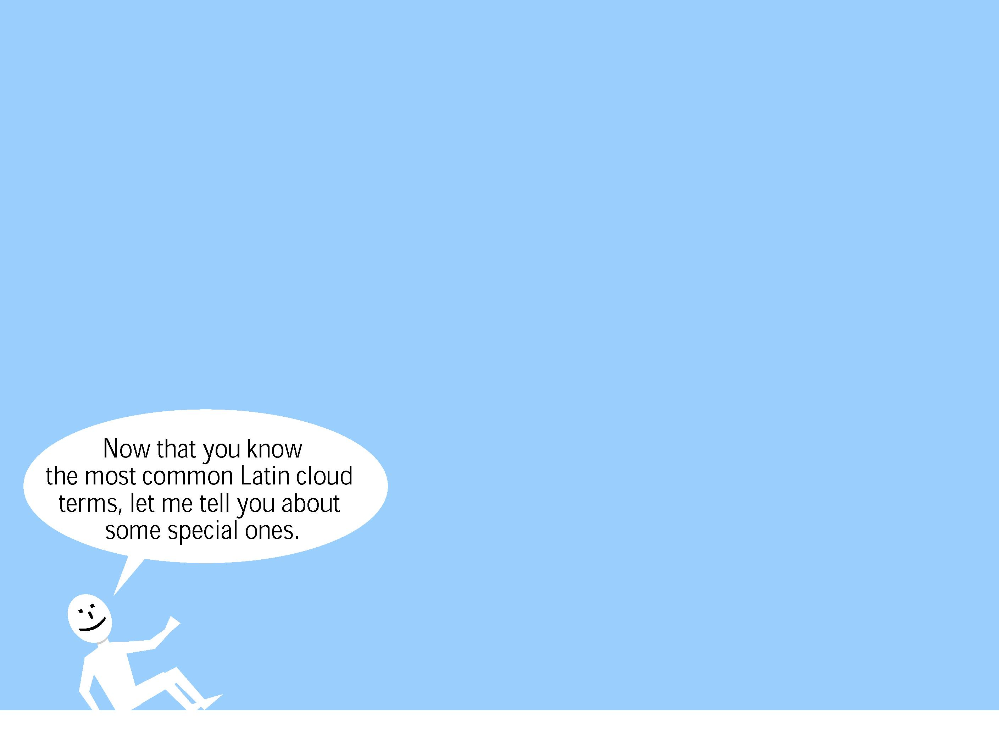 Now that you know
the most common Latin cloud
terms, let me tell you about
some special ones.